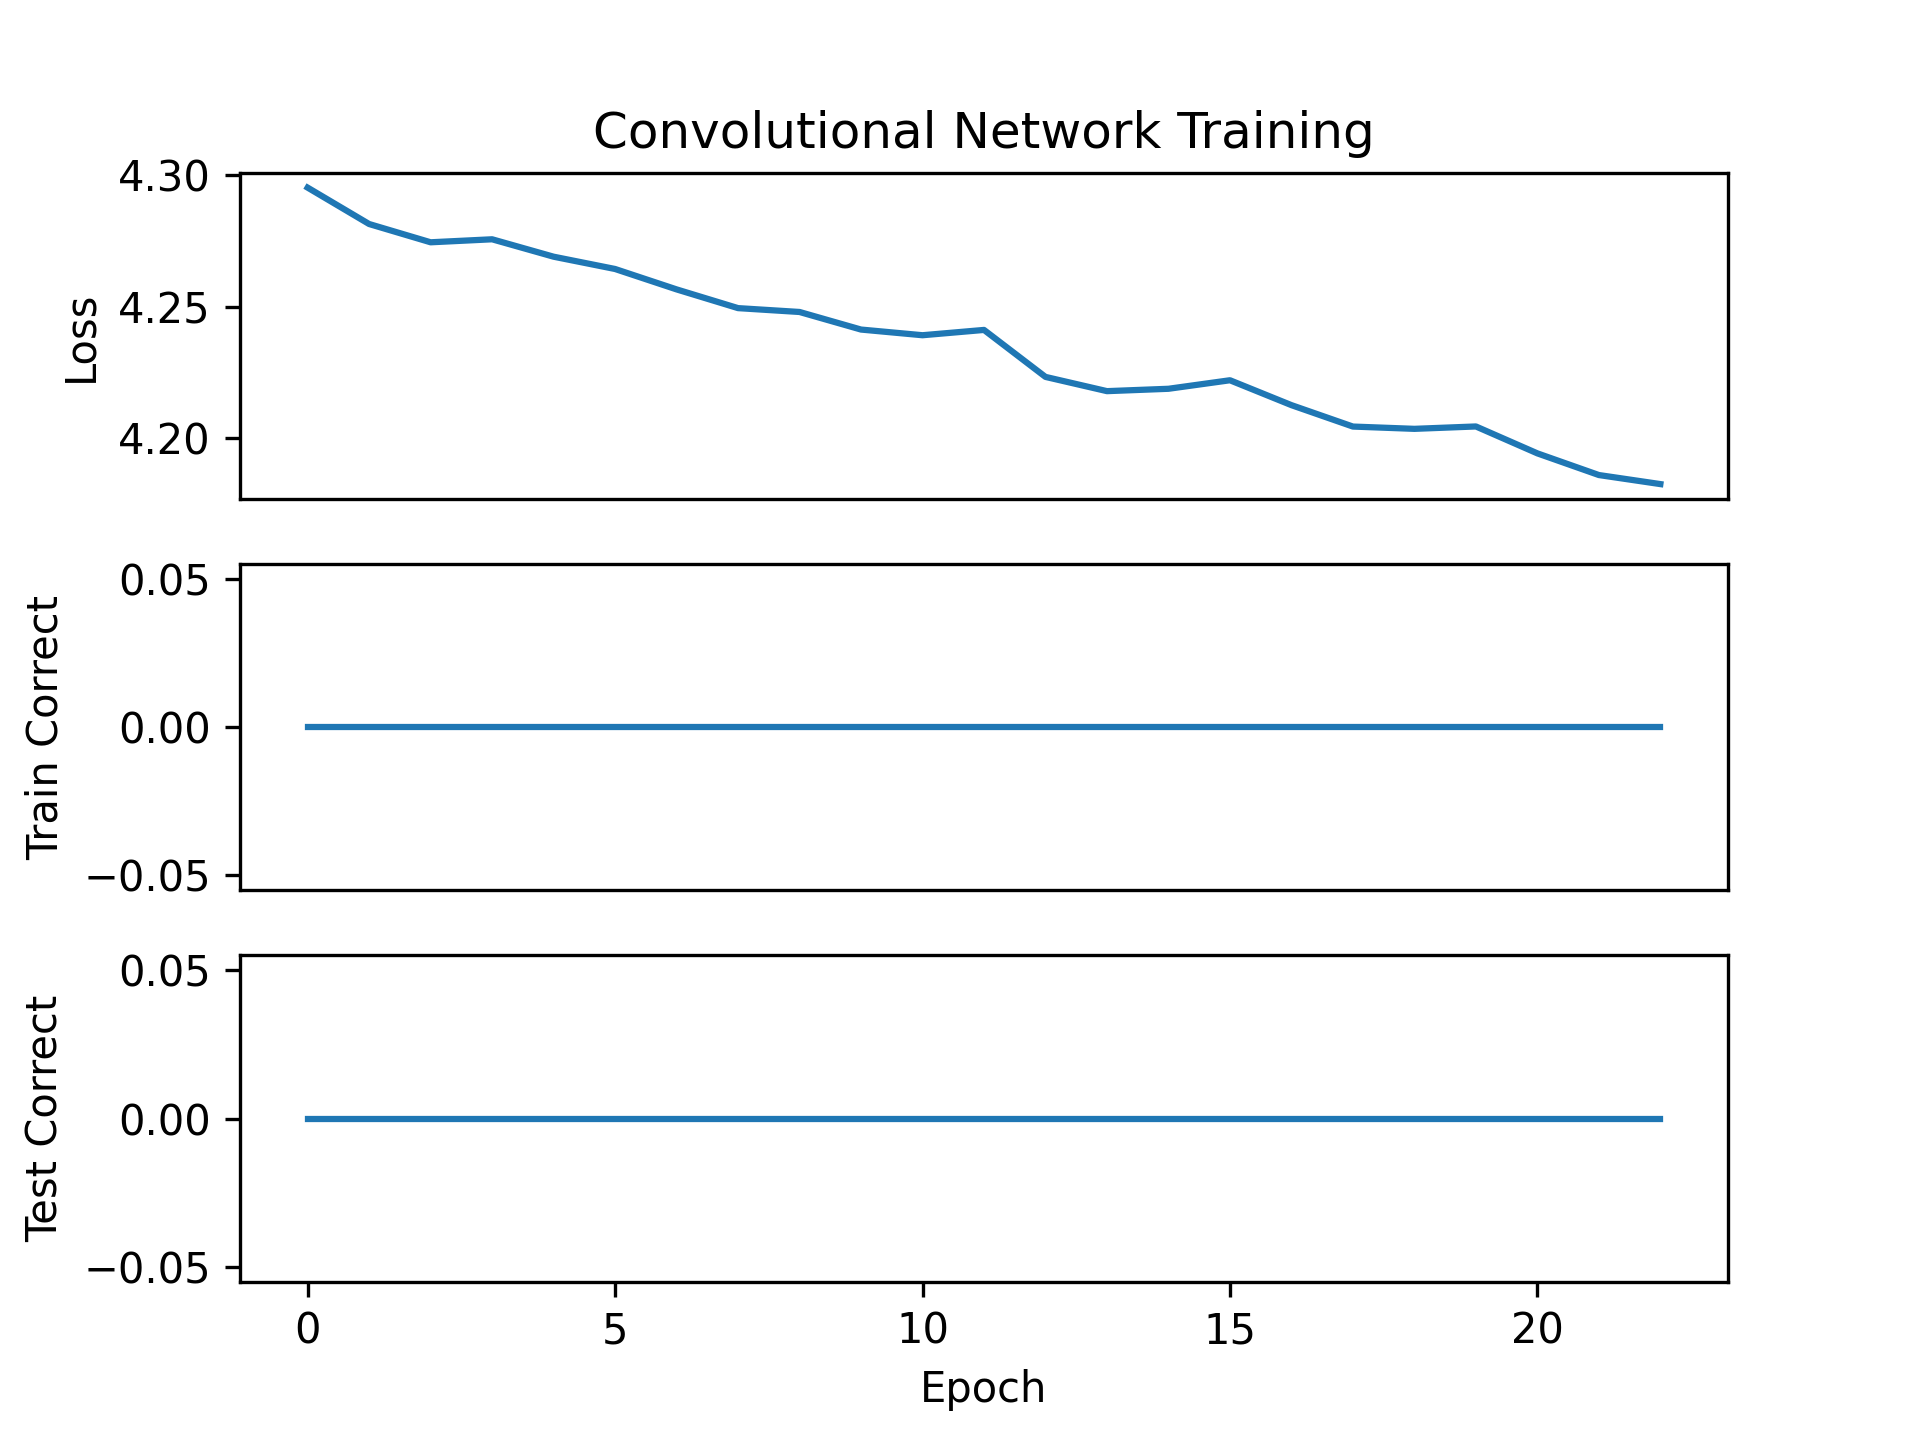 Convolutional Network Training
4.30
4.25
4.20
Loss
0.05
0.00
−0.05
Train Correct
0.05
0.00
−0.05
Test Correct
0 5 10 15 20
Epoch